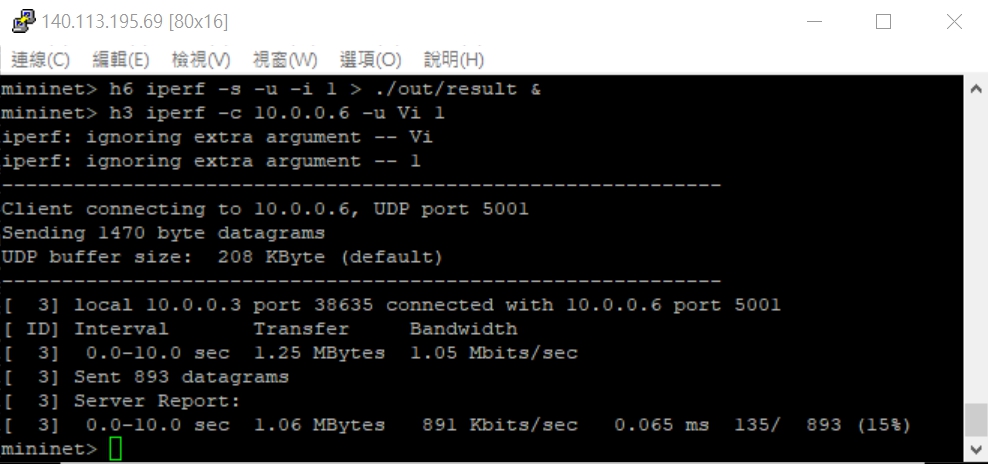 140.113.195.69 [80x16]
連線(C) 編輯(E) 檢視(V) 視窗(W) 選項(O) 說明(H)
mininet> h6 iperf -s -u -i 1 > ./out/result &
mininet> h3 iperf -c 10.0.0.6 -u Vi 1
iperf: ignoring extra argument -- Vi
iperf: ignoring extra argument -- 1
------------------------------------------------------------
Client connecting to 10.0.0.6, UDP port 5001
Sending 1470 byte datagrams
UDP buffer size:  208 KByte (default)
------------------------------------------------------------
[  3] local 10.0.0.3 port 38635 connected with 10.0.0.6 port 5001
[ ID] Interval       Transfer     Bandwidth
[  3]  0.0-10.0 sec  1.25 MBytes  1.05 Mbits/sec
[  3] Sent 893 datagrams
[  3] Server Report:
[  3]  0.0-10.0 sec  1.06 MBytes   891 Kbits/sec   0.065 ms  135/  893 (15%)
mininet>